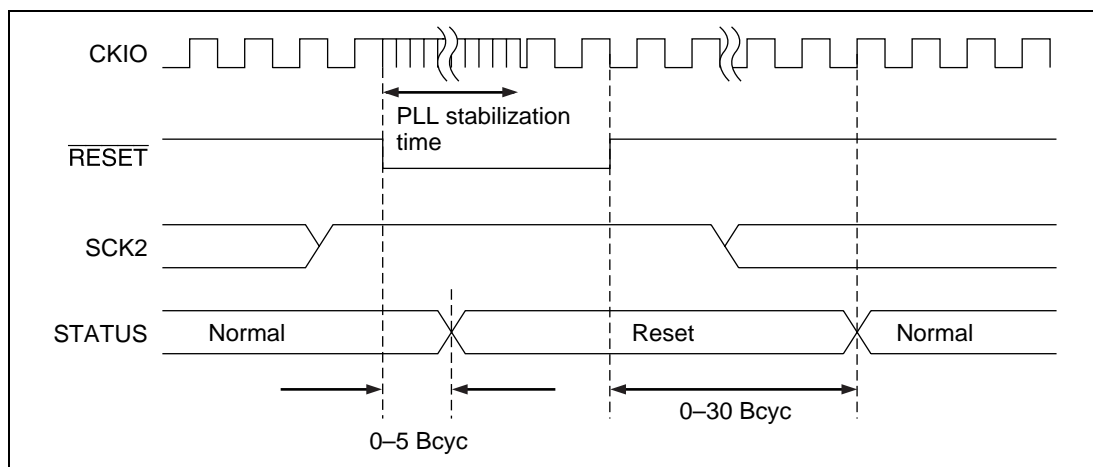 CKIO
PLL stabilization
time
RESET
SCK2
STATUS
Normal
Reset
Normal
0–5 Bcyc
0–30 Bcyc